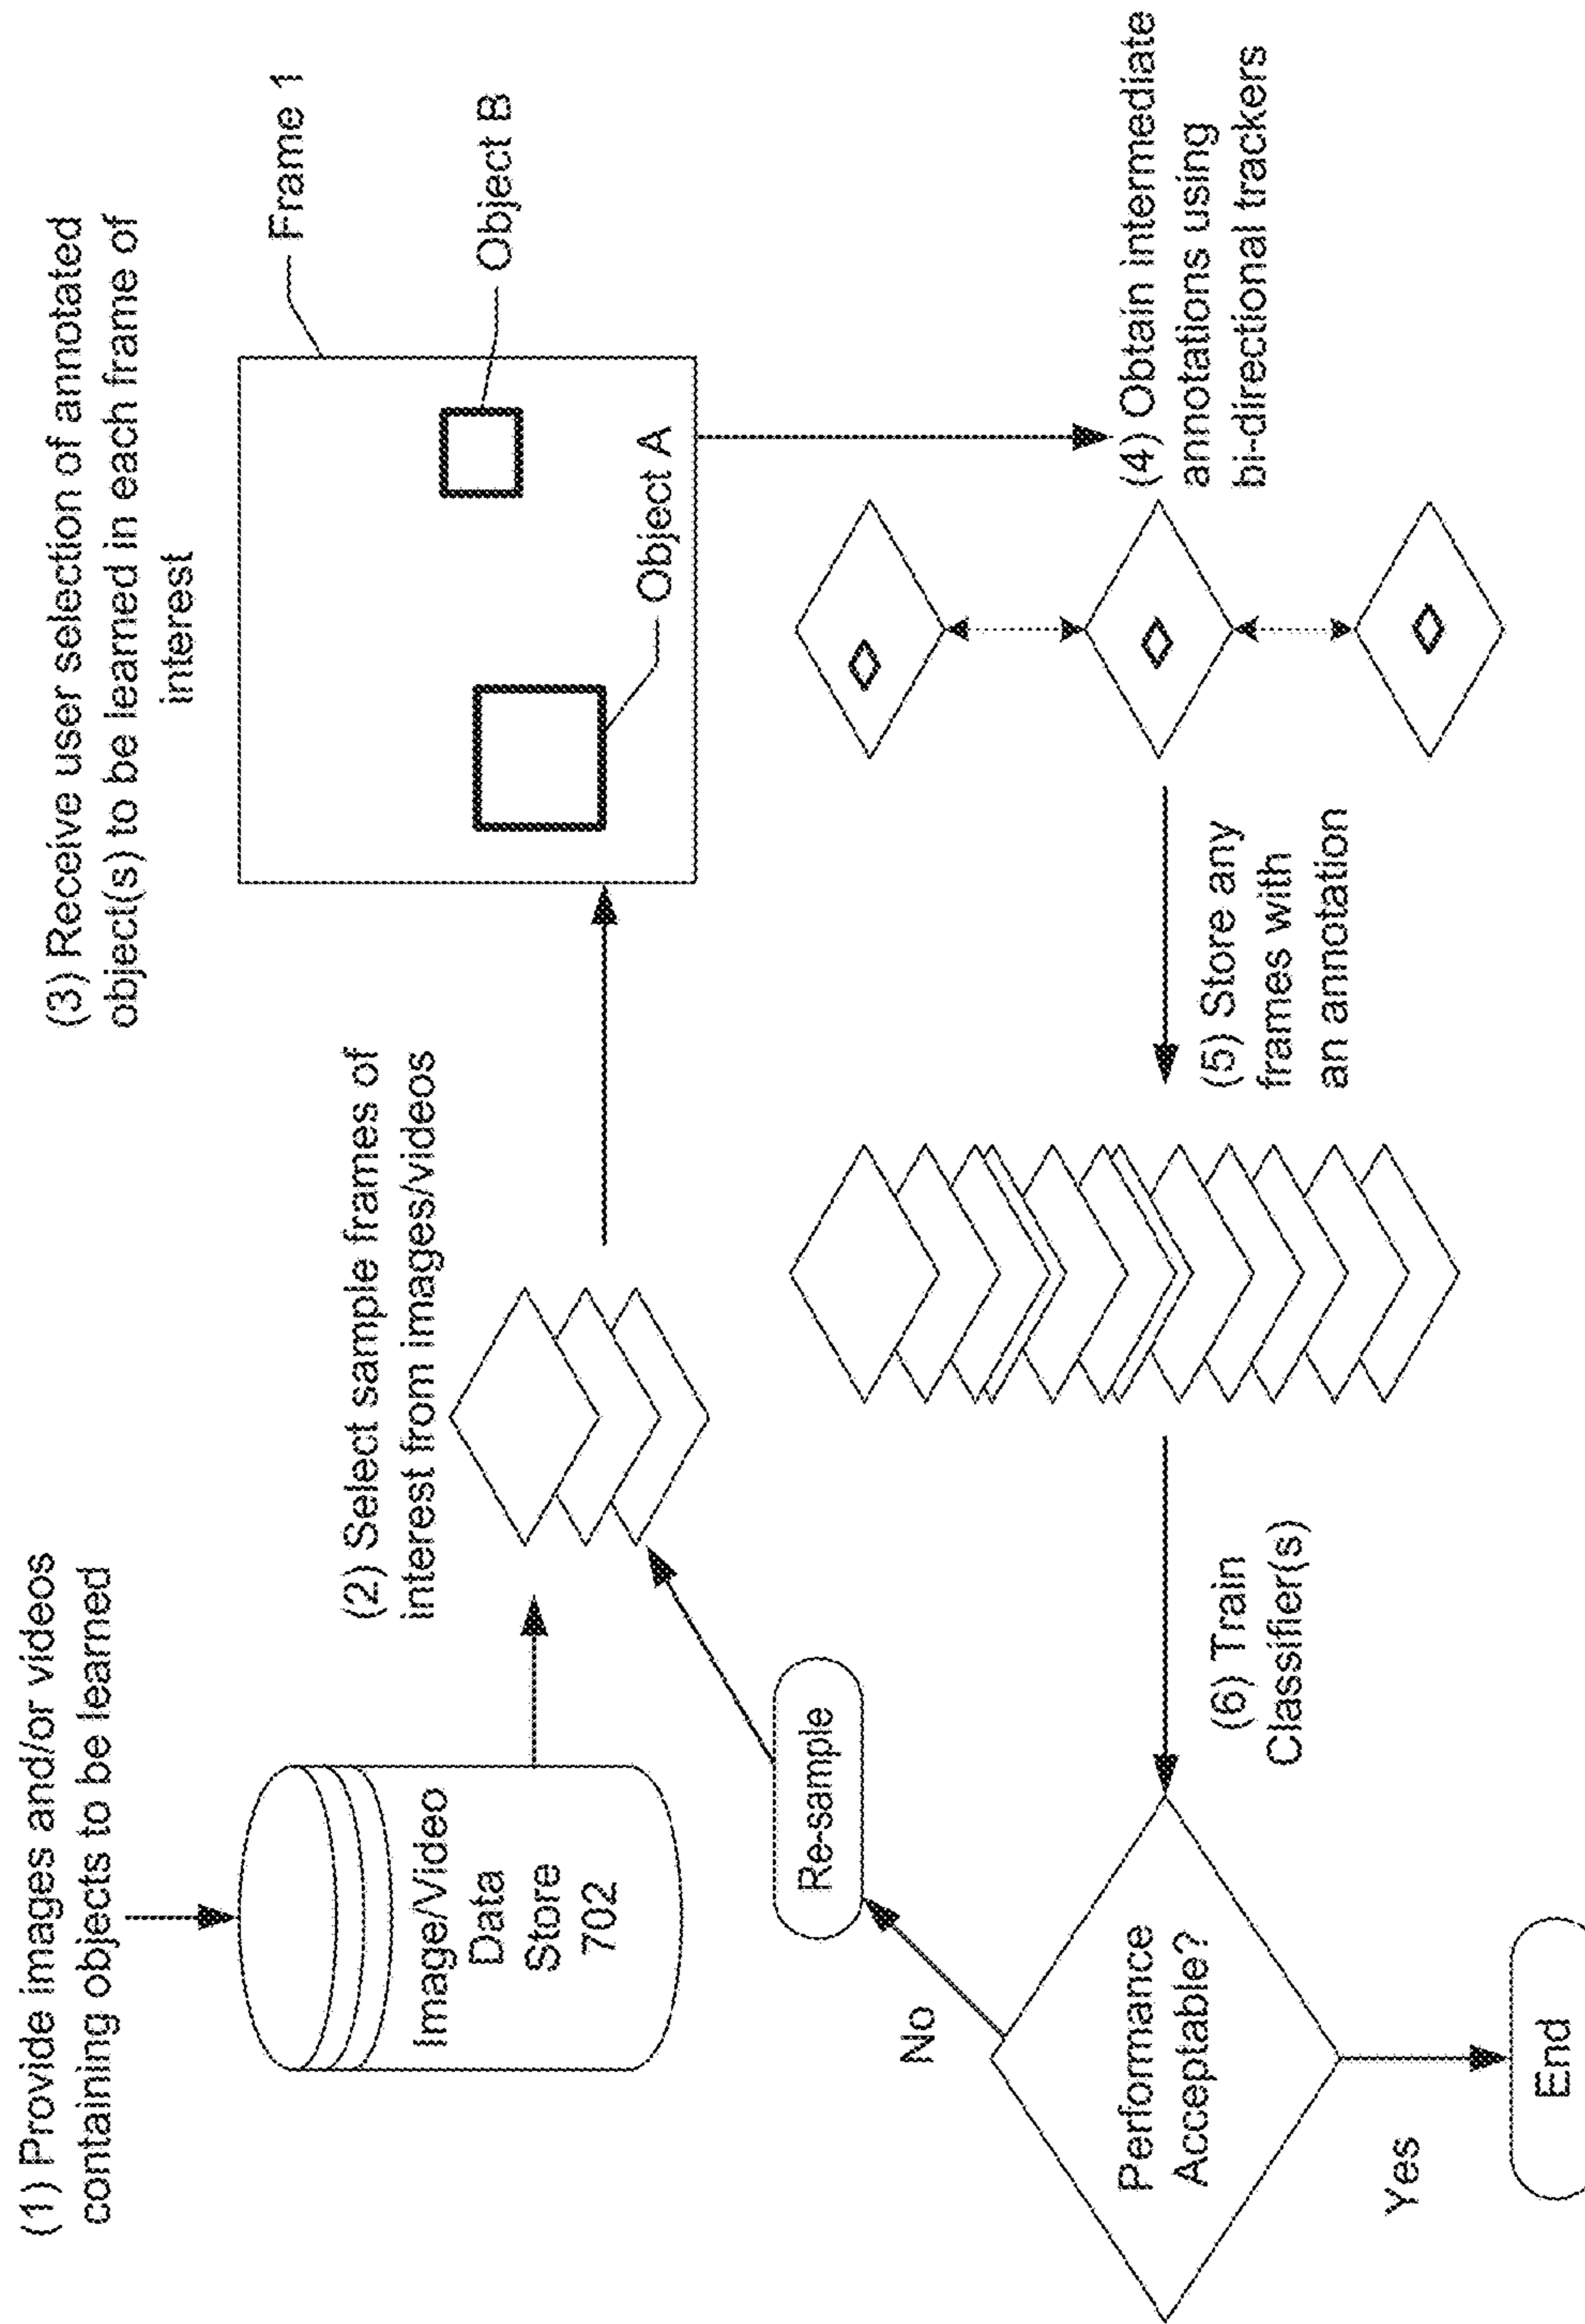 (1) Provide images and/or videos
containing objects to be learned
Image/Video
Data
Store
702
(2) Select sample frames of
interest from images/videos
(3) Receive user selection of annotated
object(s) to be learned in each frame of
interest
Frame 1
Object B
Object A
(4) Obtain intermediate
annotations using
bi-directional trackers
(5) Store any
frames with
an annotation
(6) Train
Classifier(s)
Performance
Acceptable?
No
Re-sample
Yes
End